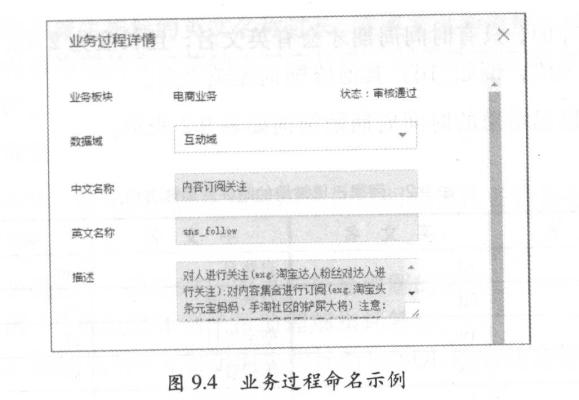 业务过程详情
业务板块 电商业务 状态：审核通过
数据域 互动域
中文名称 内容订阅关注
英文名称 sns_follow
描述 对人进行关注(exg.淘宝达人粉丝对达人进
行关注);对内容集合进行订阅(exg.淘宝头
条元宝妈妈、手淘社区的铲屎大将) 注意：
图 9.4 业务过程命名示例